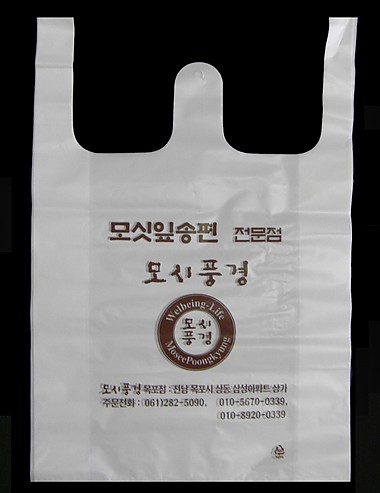 모싯잎송편 전문점
모시풍경
Welbeing-Life
모시
풍경
MoseePoongKyung
모시풍경 목포점 : 전남 목포시 상동 삼성아파트 상가
주문전화 : (061)282-5090, (010-5670-0339,
(010-8920-0339